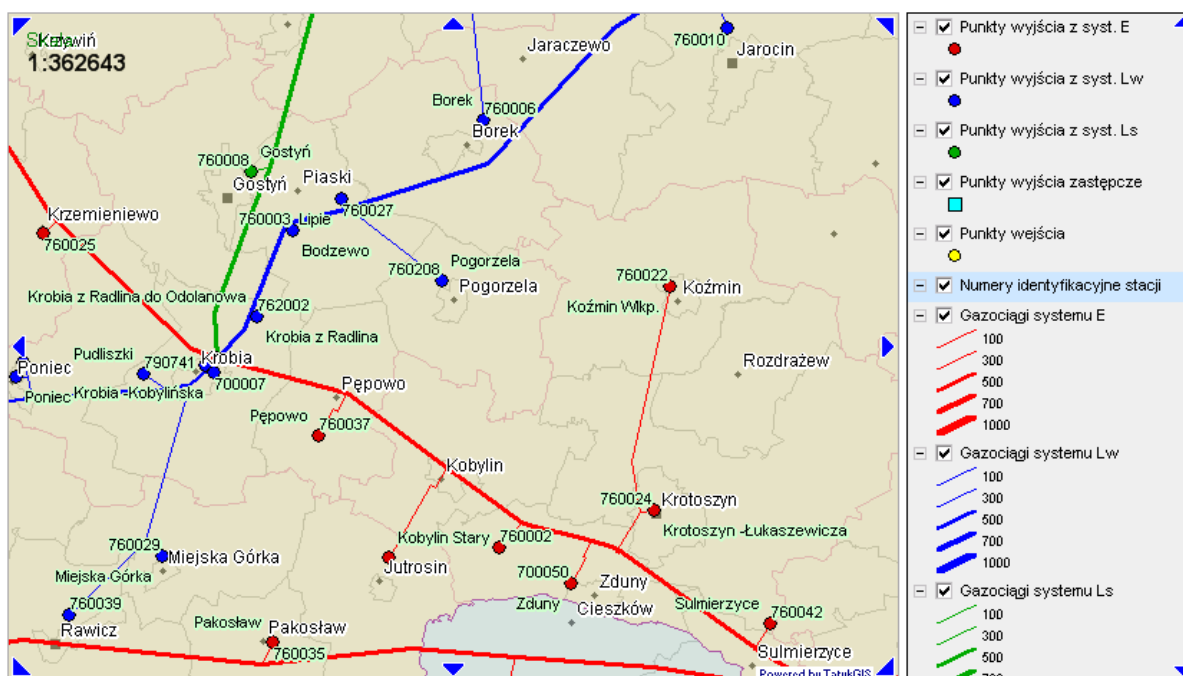 Krzywiń
1:362643
Jaraczewo
760010
Jarocin
Borek
760006
Borek
760008
Gostyń
Gostyń
Piaski
760003
Lipie
760027
Bodzewo
Krzemieniewo
760025
760208
Pogorzela
Pogorzela
760022
Koźmin
Koźmin Wlkp.
Krobia z Radlina do Odolanowa
762002
Krobia z Radlina
Pudliszki
790741
Krobia
700007
Poniec
Poniec
Krobia -Kobylińska
Rozdrażew
Pępowo
Pępowo
760037
Kobylin
760024
Krotoszyn
Krotoszyn -Łukaszewicza
760029
Miejska Górka
Miejska Górka
Kobylin Stary
760002
Jutrosin
700050
Zduny
Zduny
Cieszków
760039
Rawicz
Pakosław
Pakosław
760035
Sulmierzyce
760042
Sulmierzyce
Powered by TatukGIS
Punkty wyjścia z syst. E
Punkty wyjścia z syst. Lw
Punkty wyjścia z syst. Ls
Punkty wyjścia zastępcze
Punkty wejścia
Numery identyfikacyjne stacji
Gazociągi systemu E
100
300
500
700
1000
Gazociągi systemu Lw
100
300
500
700
1000
Gazociągi systemu Ls
100
300
500
700